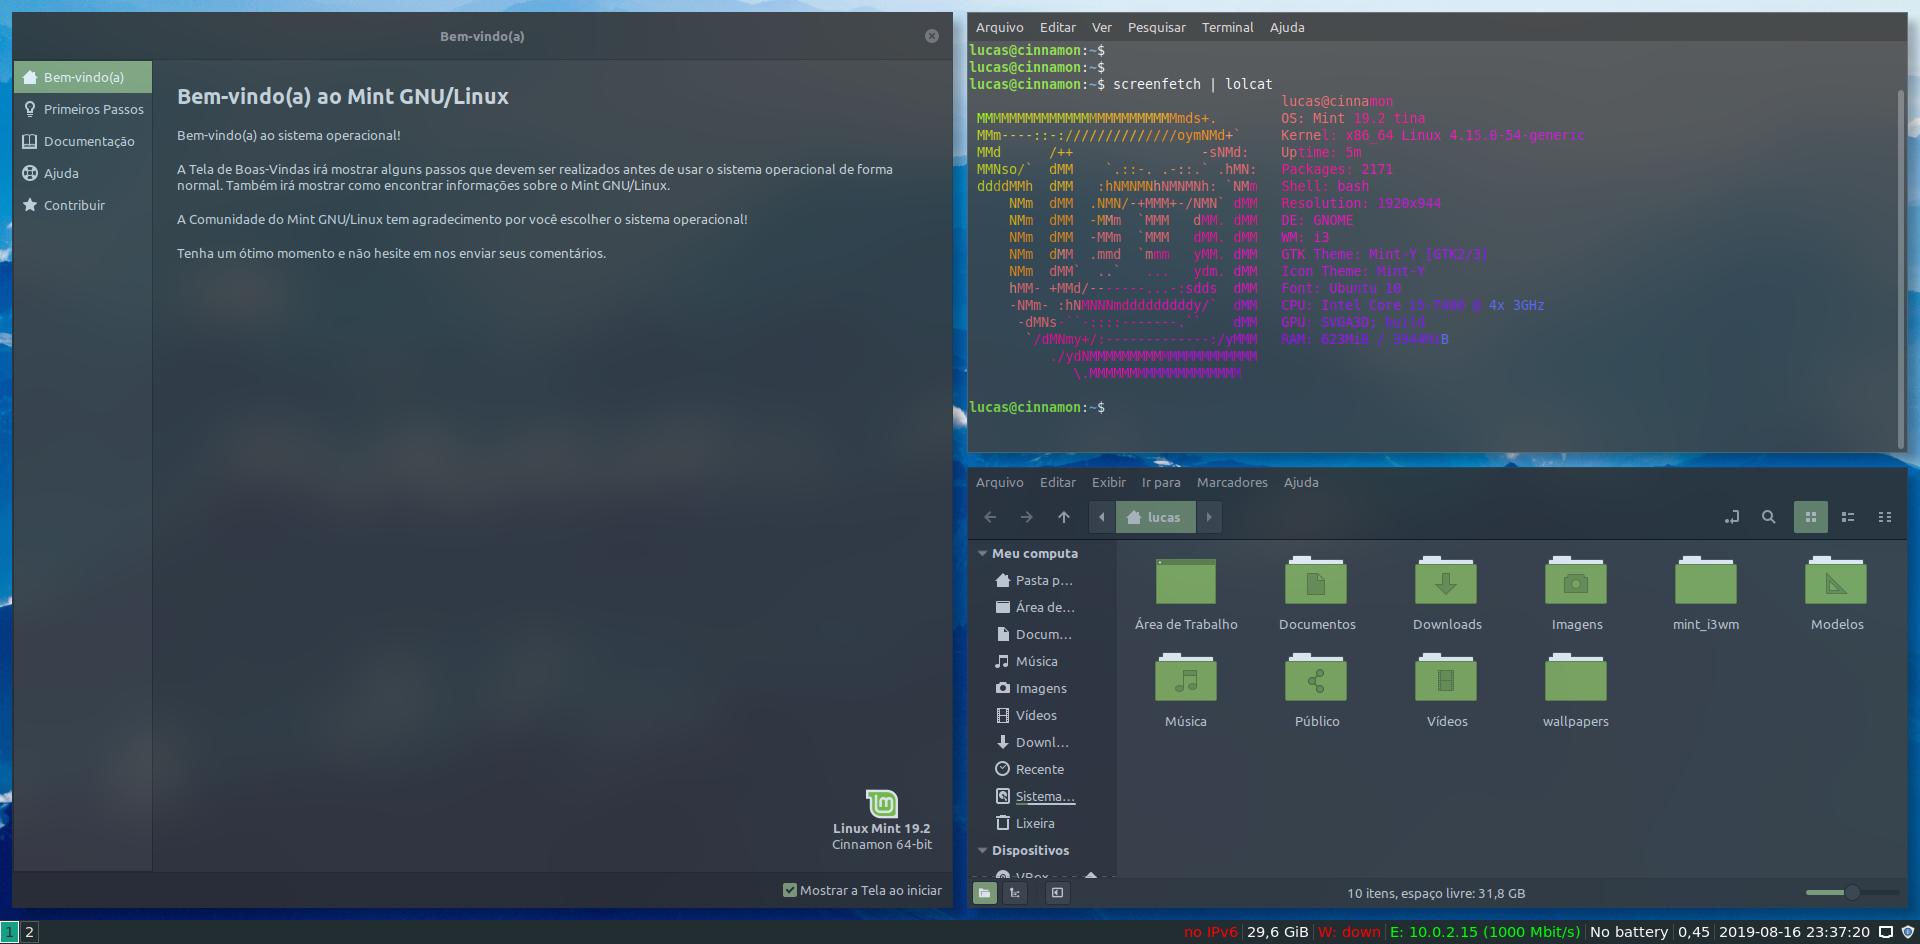 Bem-vindo(a)
Bem-vindo(a)
Primeiros Passos
Documentação
Ajuda
Contribuir
Bem-vindo(a) ao Mint GNU/Linux
Bem-vindo(a) ao sistema operacional!
A Tela de Boas-Vindas irá mostrar alguns passos que devem ser realizados antes de usar o sistema operacional de forma
normal. Também irá mostrar como encontrar informações sobre o Mint GNU/Linux.
A Comunidade do Mint GNU/Linux tem agradecimento por você escolher o sistema operacional!
Tenha um ótimo momento e não hesite em nos enviar seus comentários.
Linux Mint 19.2
Cinnamon 64-bit
Mostrar a Tela ao iniciar
Arquivo Editar Ver Pesquisar Terminal Ajuda
lucas@cinnamon:~$
lucas@cinnamon:~$
lucas@cinnamon:~$ screenfetch | lolcat
lucas@cinnamon
OS: Mint 19.2 tina
Kernel: x86_64 Linux 4.15.0-54-generic
Uptime: 5m
Packages: 2171
Shell: bash
Resolution: 1920x944
DE: GNOME
WM: i3
GTK Theme: Mint-Y [GTK2/3]
Icon Theme: Mint-Y
Font: Ubuntu 10
CPU: Intel Core @ 4x 3GHz
GPU: SVGA3D; build
RAM: 623MiB / 3944MiB
lucas@cinnamon:~$
Arquivo Editar Exibir Ir para Marcadores Ajuda
lucas
Meu computa
Pasta p...
Área de...
Docum...
Música
Imagens
Vídeos
Downl...
Recente
Sistema...
Lixeira
Dispositivos
VBox
Área de Trabalho
Documentos
Downloads
Imagens
mint_i3wm
Modelos
Música
Público
Vídeos
wallpapers
10 itens, espaço livre: 31,8 GB
1 2
no IPv6 | 29,6 GiB | W: down | E: 10.0.2.15 (1000 Mbit/s) | No battery | 0,45 | 2019-08-16 23:37:20